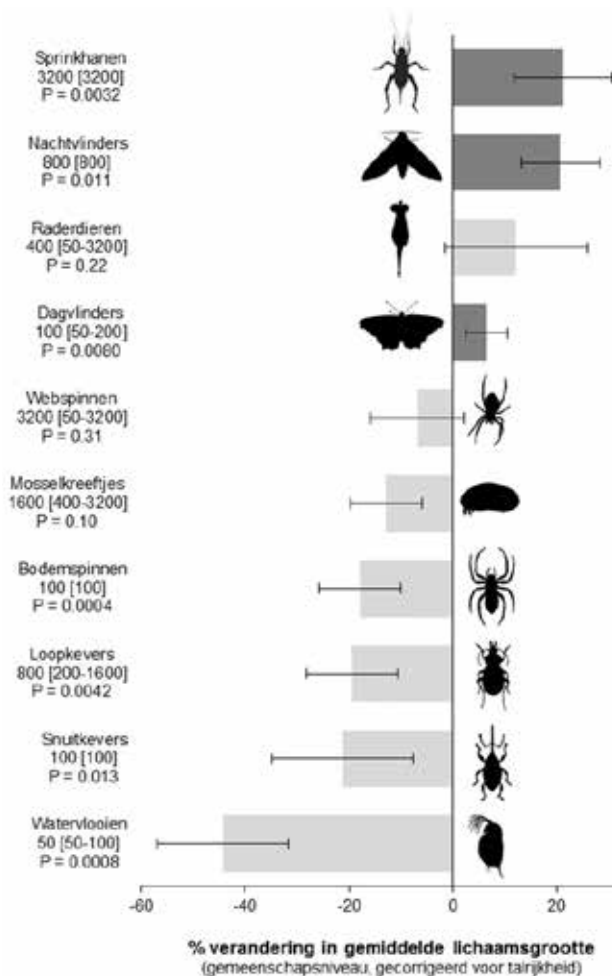 Sprinkhanen
3200 [3200]
P = 0.0032
Nachtvlinders
800 [800]
P = 0.011
Raderdieren
400 [50-3200]
P = 0.22
Dagvlinders
100 [50-200]
P = 0.0060
Webspinnen
3200 [50-3200]
P = 0.31
Mosselkreeftjes
1600 [400-3200]
P = 0.10
Bodemspinnen
100 [100]
P = 0.0004
Loopkevers
800 [200-1600]
P = 0.0042
Snuitkevers
100 [100]
P = 0.013
Watervlooien
50 [50-100]
P = 0.0008
-60 -40 -20 0 20
% verandering in gemiddelde lichaamsgrootte
(gemeenschapsniveau, gecorrigeerd voor talrijkheid)